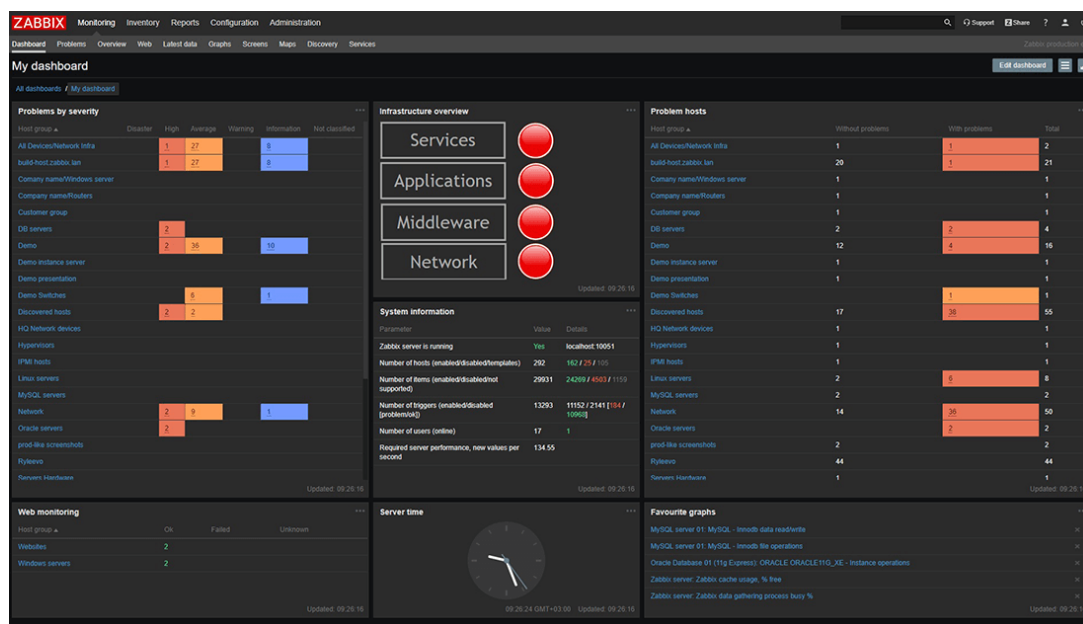 ZABBIX Monitoring Inventory Reports Configuration Administration Support Share ?
Dashboard Problems Overview Web Latest data Graphs Screens Maps Discovery Services Zabbix production
My dashboard Edit dashboard
All dashboards / My dashboard
Problems by severity
Host group Disaster High Average Warning Information Not classified
All Devices/Network Infra 1 27 8
build-host.zabbix.lan 1 27 8
Comany name/Windows server
Company name/Routers
Customer group
DB servers 2
Demo 2 36 10
Demo instance server
Demo presentation
Demo Switches 6 1
Discovered hosts 2 2
HQ Network devices
Hypervisors
IPMI hosts
Linux servers
MySQL servers
Network 2 9 1
Oracle servers 2
prod-like screenshots
Ryleevo
Servers Hardware
Updated: 09:26:16
Infrastructure overview
Services
Applications
Middleware
Network
Updated: 09:26:16
System information
Parameter Value Details
Zabbix server is running Yes localhost:10051
Number of hosts (enabled/disabled/templates) 292 162 / 25 / 105
Number of items (enabled/disabled/not 29931 24269 / 4503 / 1159
supported)
Number of triggers (enabled/disabled 13293 11152 / 2141 [184 /
[problem/ok]) 10968]
Number of users (online) 17 1
Required server performance, new values per 134.55
second
Updated: 09:26:16
Problem hosts
Host group Without problems With problems Total
All Devices/Network Infra 1 1 2
build-host.zabbix.lan 20 1 21
Comany name/Windows server 1 1
Company name/Routers 1 1
Customer group 1 1
DB servers 2 2 4
Demo 12 4 16
Demo instance server 1 1
Demo presentation 1 1
Demo Switches 1 1
Discovered hosts 17 38 55
HQ Network devices 1 1
Hypervisors 1 1
IPMI hosts 1 1
Linux servers 2 6 8
MySQL servers 2 2
Network 14 36 50
Oracle servers 2 2
prod-like screenshots 2 2
Ryleevo 44 44
Servers Hardware 1 1
Updated: 09:26:1
Web monitoring
Host group Ok Failed Unknown
Websites 2
Windows servers 2
Updated: 09:26:16
Server time
09:26:24 GMT+03:00 Updated: 09:26:16
Favourite graphs
MySQL server 01: MySQL - Innodb data read/write
MySQL server 01: MySQL - Innodb file operations
Oracle Database 01 (11g Express): ORACLE ORACLE11G_XE - Instance operations
Zabbix server: Zabbix cache usage, % free
Zabbix server: Zabbix data gathering process busy %
Updated: 09:26:1